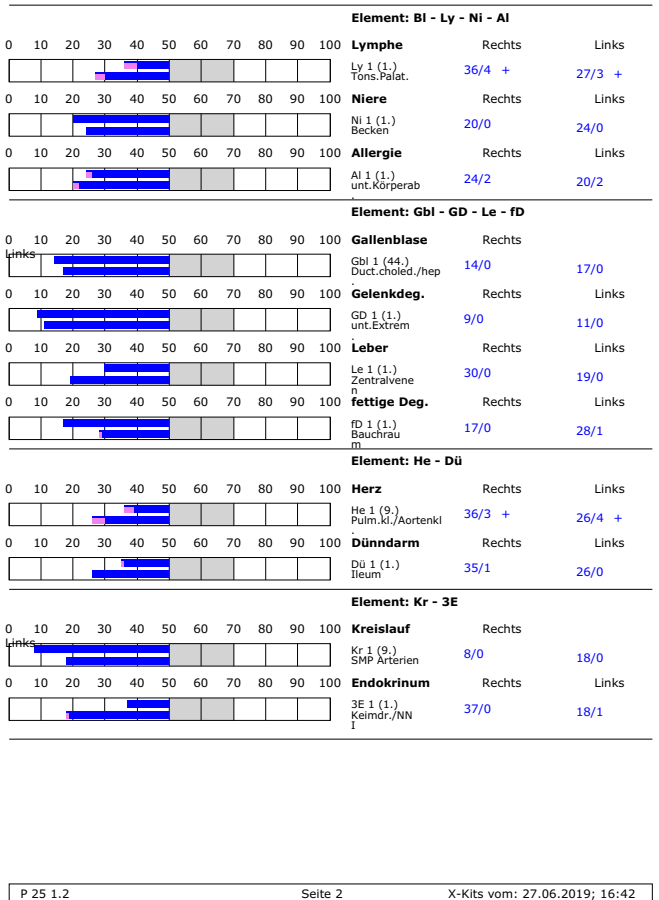 Element: Bl - Ly - Ni - Al
0 10 20 30 40 50 60 70 80 90 100 Lymphe Rechts Links
Ly 1 (1.) 36/4 + 27/3 +
Tons.Palat.
0 10 20 30 40 50 60 70 80 90 100 Niere Rechts Links
Ni 1 (1.) 20/0 24/0
Becken
0 10 20 30 40 50 60 70 80 90 100 Allergie Rechts Links
Al 1 (1.) 24/2 20/2
unt.Körperab
.
Element: Gbl - GD - Le - fD
0 10 20 30 40 50 60 70 80 90 100 Gallenblase Rechts
Links
Gbl 1 (44.) 14/0 17/0
Duct.choled./hep
.
0 10 20 30 40 50 60 70 80 90 100 Gelenkdeg. Rechts Links
GD 1 (1.) 9/0 11/0
unt.Extrem
.
0 10 20 30 40 50 60 70 80 90 100 Leber Rechts Links
Le 1 (1.) 30/0 19/0
Zentralvene
n
0 10 20 30 40 50 60 70 80 90 100 fettige Deg. Rechts Links
fD 1 (1.) 17/0 28/1
Bauchrau
m
Element: He - Dü
0 10 20 30 40 50 60 70 80 90 100 Herz Rechts Links
He 1 (9.) 36/3 + 26/4 +
Pulm.kl./Aortenkl
.
0 10 20 30 40 50 60 70 80 90 100 Dünndarm Rechts Links
Dü 1 (1.) 35/1 26/0
Ileum
Element: Kr - 3E
0 10 20 30 40 50 60 70 80 90 100 Kreislauf Rechts
Links
Kr 1 (9.) 8/0 18/0
SMP Arterien
0 10 20 30 40 50 60 70 80 90 100 Endokrinum Rechts Links
3E 1 (1.) 37/0 18/1
Keimdr./NN
I
P 25 1.2 Seite 2 X-Kits vom: 27.06.2019; 16:42